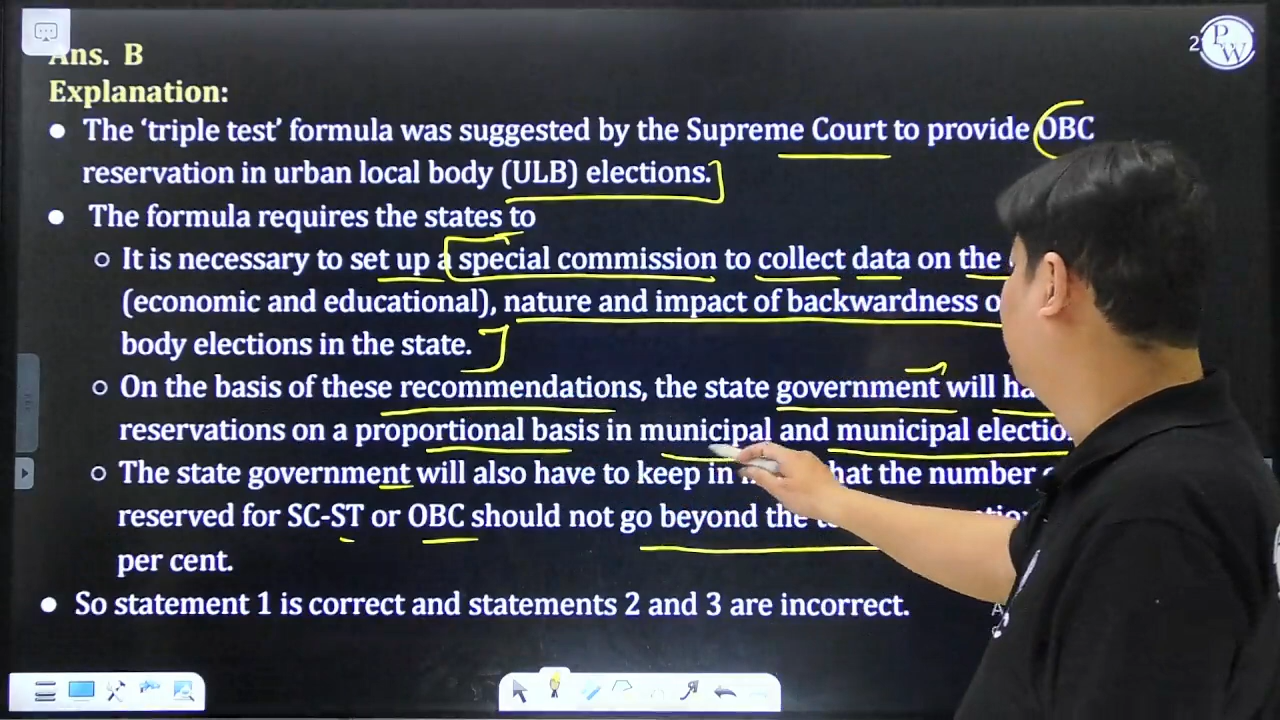 Ans. B
2
PW
Explanation:
The ‘triple test’ formula was suggested by the Supreme Court to provide OBC
reservation in urban local body (ULB) elections.
The formula requires the states to
It is necessary to set up a special commission to collect data on the
(economic and educational), nature and impact of backwardness
body elections in the state.
On the basis of these recommendations, the state government will
reservations on a proportional basis in municipal and municipal
The state government will also have to keep in that the number
reserved for SC-ST or OBC should not go beyond the
per cent.
So statement 1 is correct and statements 2 and 3 are incorrect.